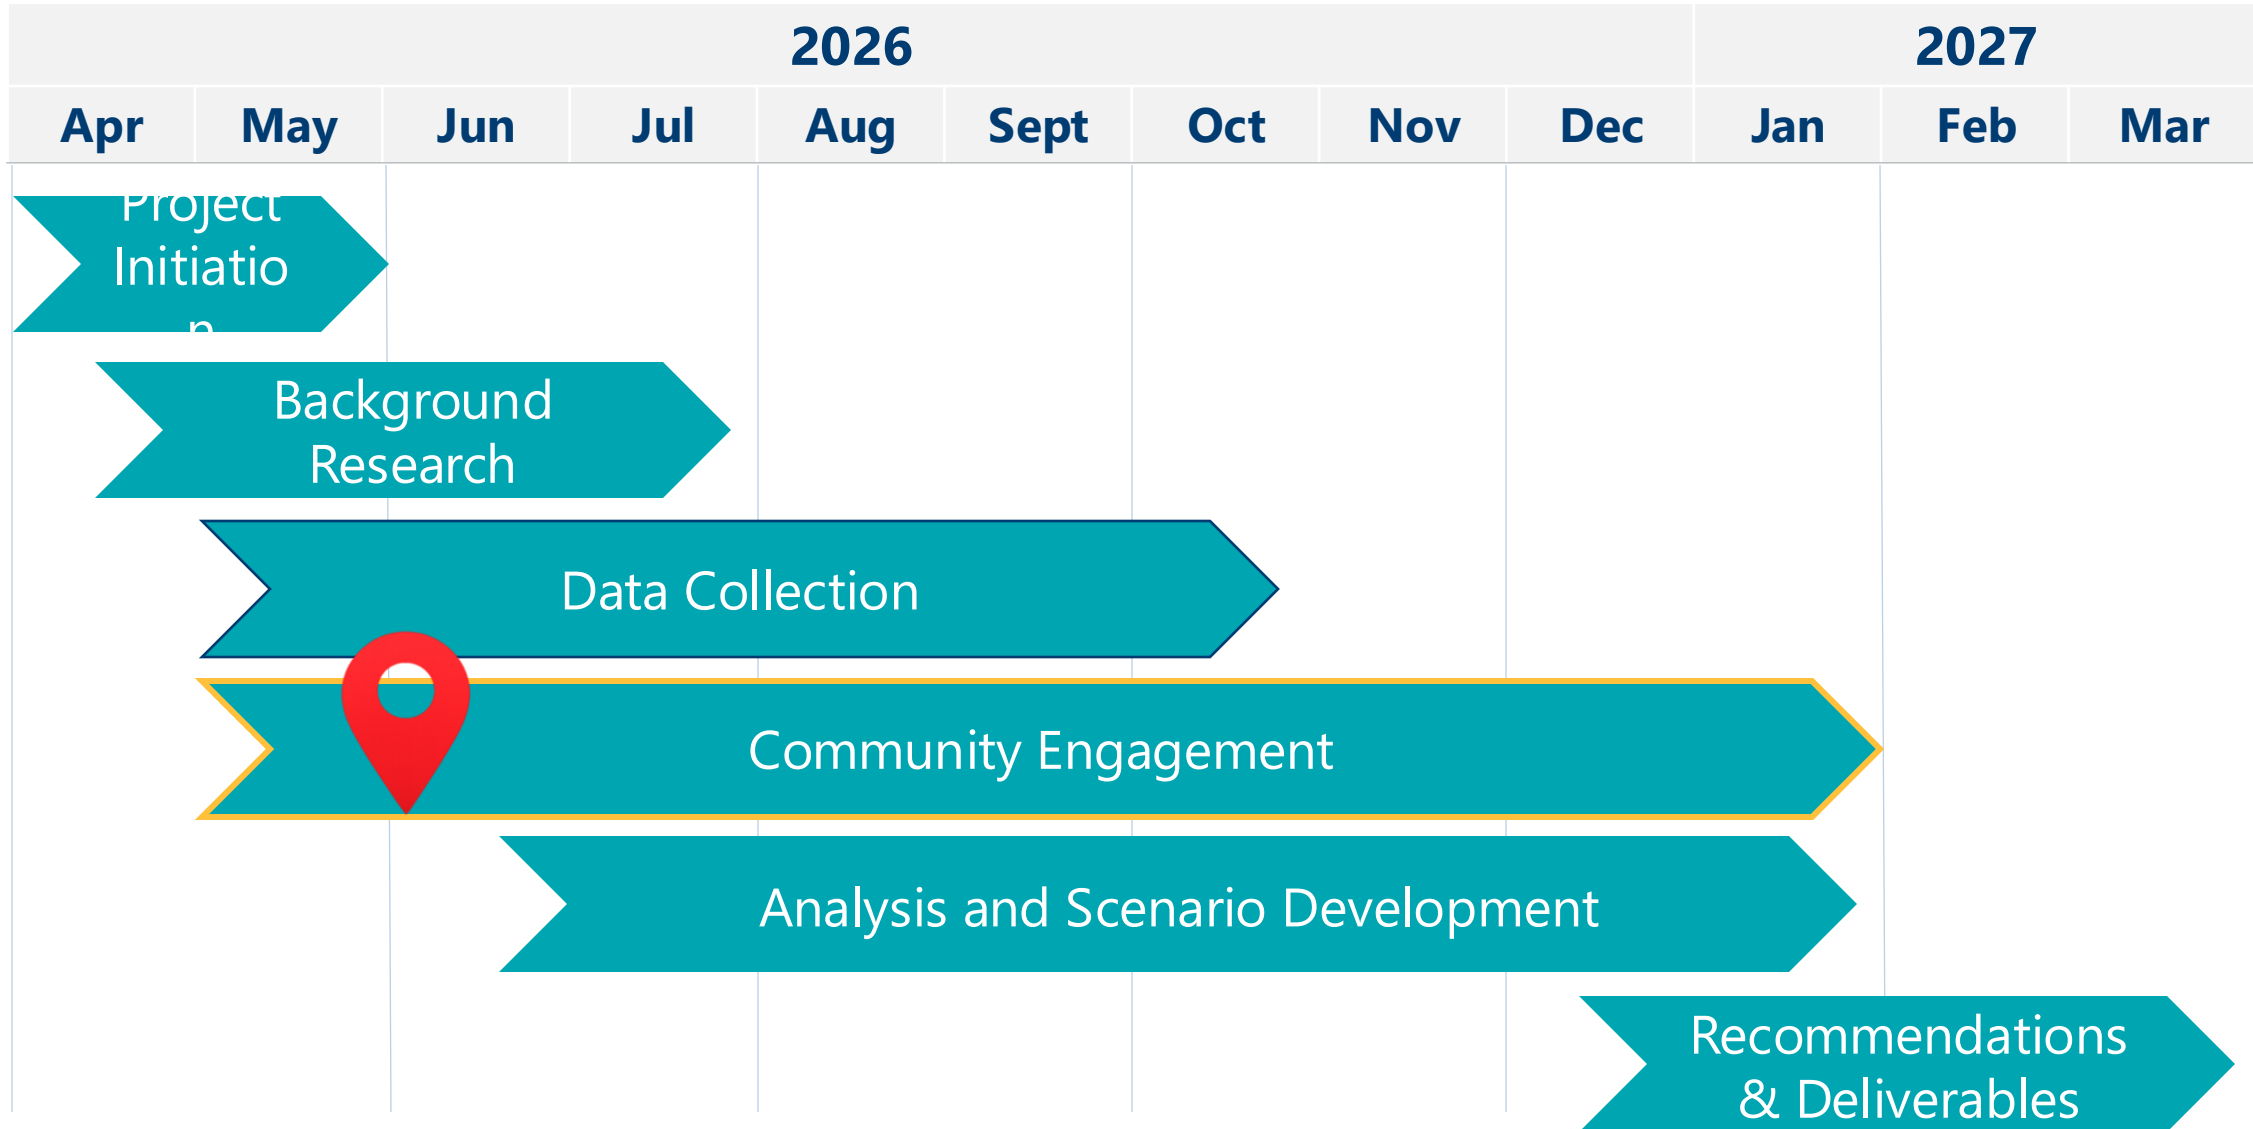 2026 2027
Apr May Jun Jul Aug Sept Oct Nov Dec Jan Feb Mar
Project
Initiatio
n
Background
Research
Data Collection
Community Engagement
Analysis and Scenario Development
Recommendations
& Deliverables